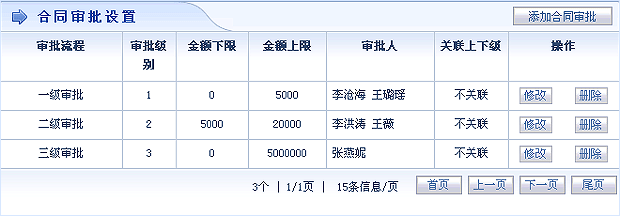 合同审批设置 添加合同审批
审批流程 审批级别 金额下限 金额上限 审批人 关联上下级 操作
一级审批 1 0 5000 李沧海 王璐瑶 不关联 修改 删除
二级审批 2 5000 20000 李洪涛 王薇 不关联 修改 删除
三级审批 3 0 5000000 张燕妮 不关联 修改 删除
3个 | 1/1页 | 15条信息/页 首页 上一页 下一页 尾页